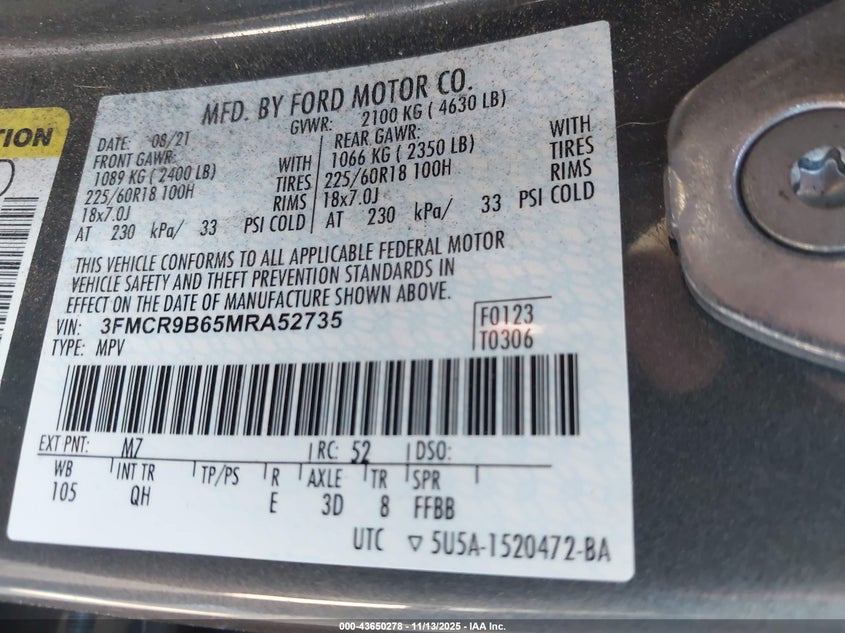 TION
MFD. BY FORD MOTOR CO.
DATE: 08/21 GVWR: 2100 KG ( 4630 LB)
FRONT GAWR: WITH REAR GAWR: WITH
1089 KG ( 2400 LB) TIRES 1066 KG ( 2350 LB) TIRES
225/60R18 100H RIMS 225/60R18 100H RIMS
18x7.0J 18x7.0J
AT 230 kPa/ 33 PSI COLD AT 230 kPa/ 33 PSI COLD
THIS VEHICLE CONFORMS TO ALL APPLICABLE FEDERAL MOTOR
VEHICLE SAFETY AND THEFT PREVENTION STANDARDS IN
EFFECT ON THE DATE OF MANUFACTURE SHOWN ABOVE.
VIN: 3FMCR9B65MRA52735 F0123
TYPE: MPV T0306
EXT PNT: M7 RC: 52 DSO:
WB INT TR TP/PS R AXLE TR SPR
105 QH E 3D 8 FFBB
UTC ▽ 5U5A-1520472-BA
000-43650278 - 11/13/2025 - IAA Inc.